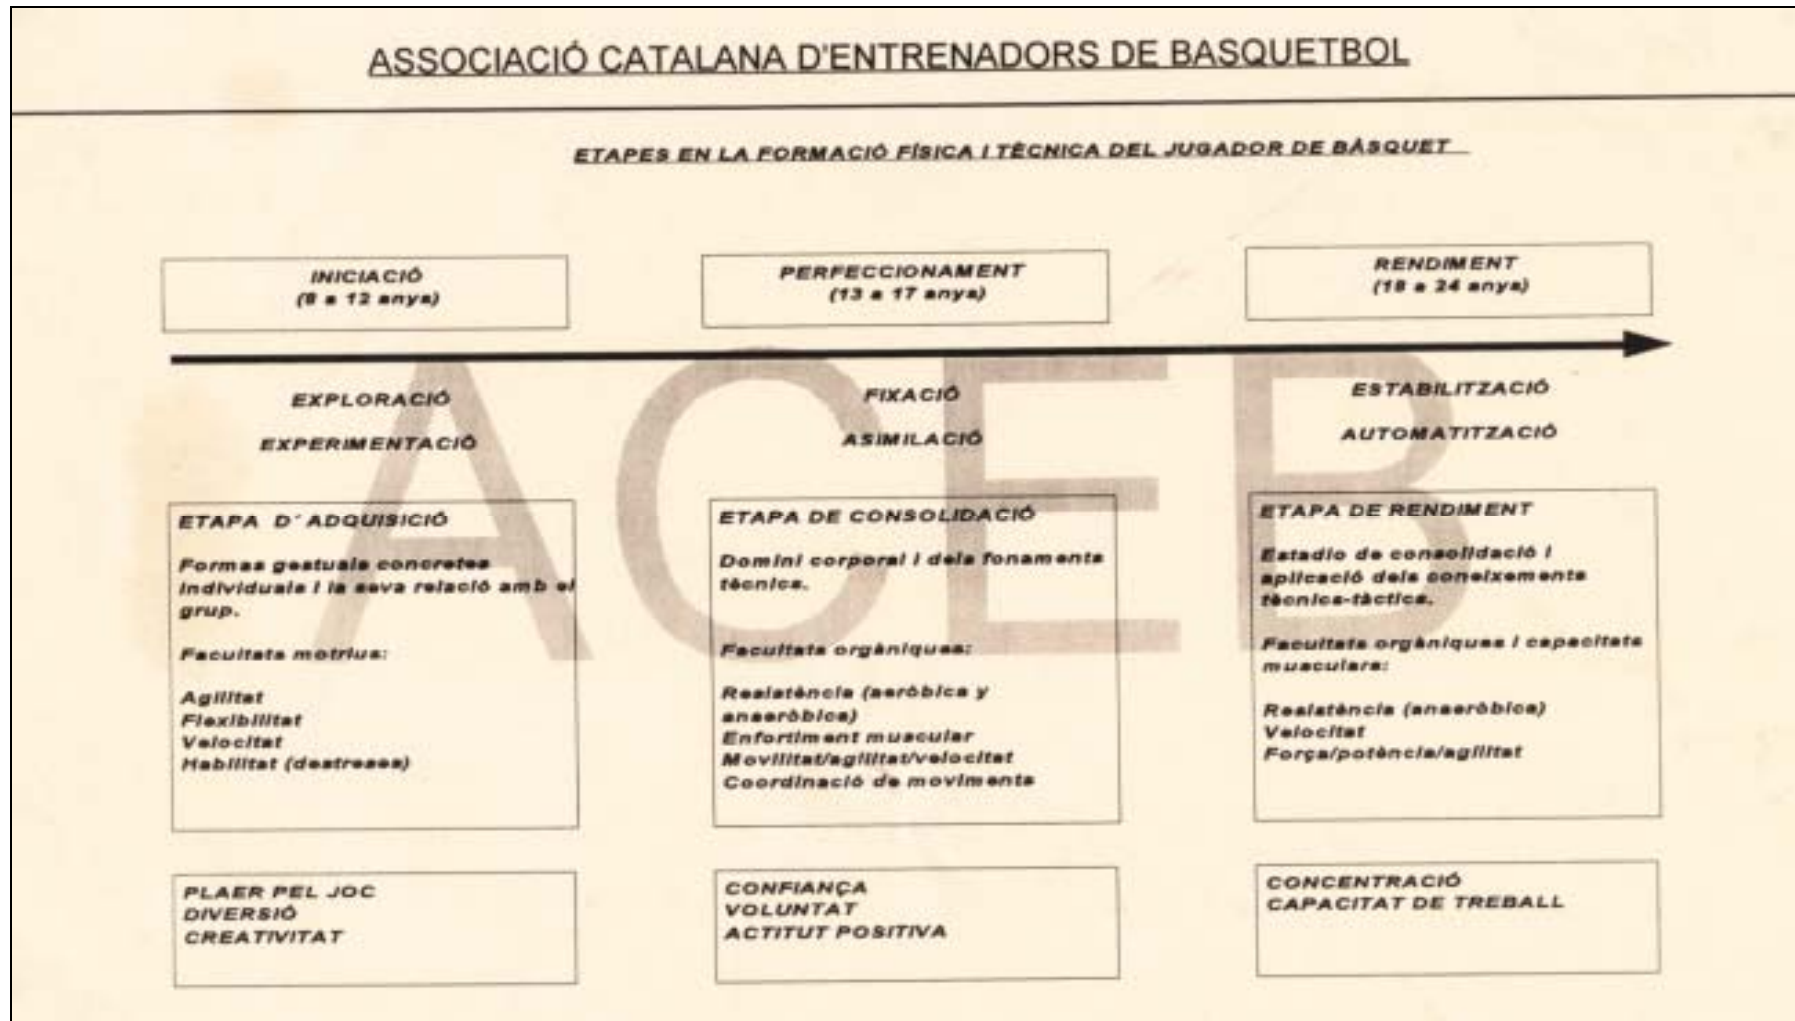 ASSOCIACIÓ CATALANA D'ENTRENADORS DE BASQUETBOL
ETAPES EN LA FORMACIÓ FÍSICA I TÈCNICA DEL JUGADOR DE BÀSQUET
INICIACIÓ
(8 a 12 anys)
PERFECCIONAMENT
(13 a 17 anys)
RENDIMENT
(18 a 24 anys)
ACEB
EXPLORACIÓ
EXPERIMENTACIÓ
FIXACIÓ
ASIMILACIÓ
ESTABILITZACIÓ
AUTOMATITZACIÓ
ETAPA D´ADQUISICIÓ
Formas gestuals concretes
individuals i la seva relació amb el
grup.
Facultats motrius:
Agilitat
Flexibilitat
Velocitat
Habilitat (destreses)
ETAPA DE CONSOLIDACIÓ
Domini corporal i dels fonaments
tècnics.
Facultats orgàniques:
Resistència (aeròbica y
anaeròbica)
Enfortiment muscular
Movilitat/agilitat/velocitat
Coordinació de moviments
ETAPA DE RENDIMENT
Estadio de consolidació i
aplicació dels coneixements
tècnics-tàctics.
Facultats orgàniques i capacitats
musculars:
Resistència (anaeròbica)
Velocitat
Força/potència/agilitat
PLAER PEL JOC
DIVERSIÓ
CREATIVITAT
CONFIANÇA
VOLUNTAT
ACTITUT POSITIVA
CONCENTRACIÓ
CAPACITAT DE TREBALL